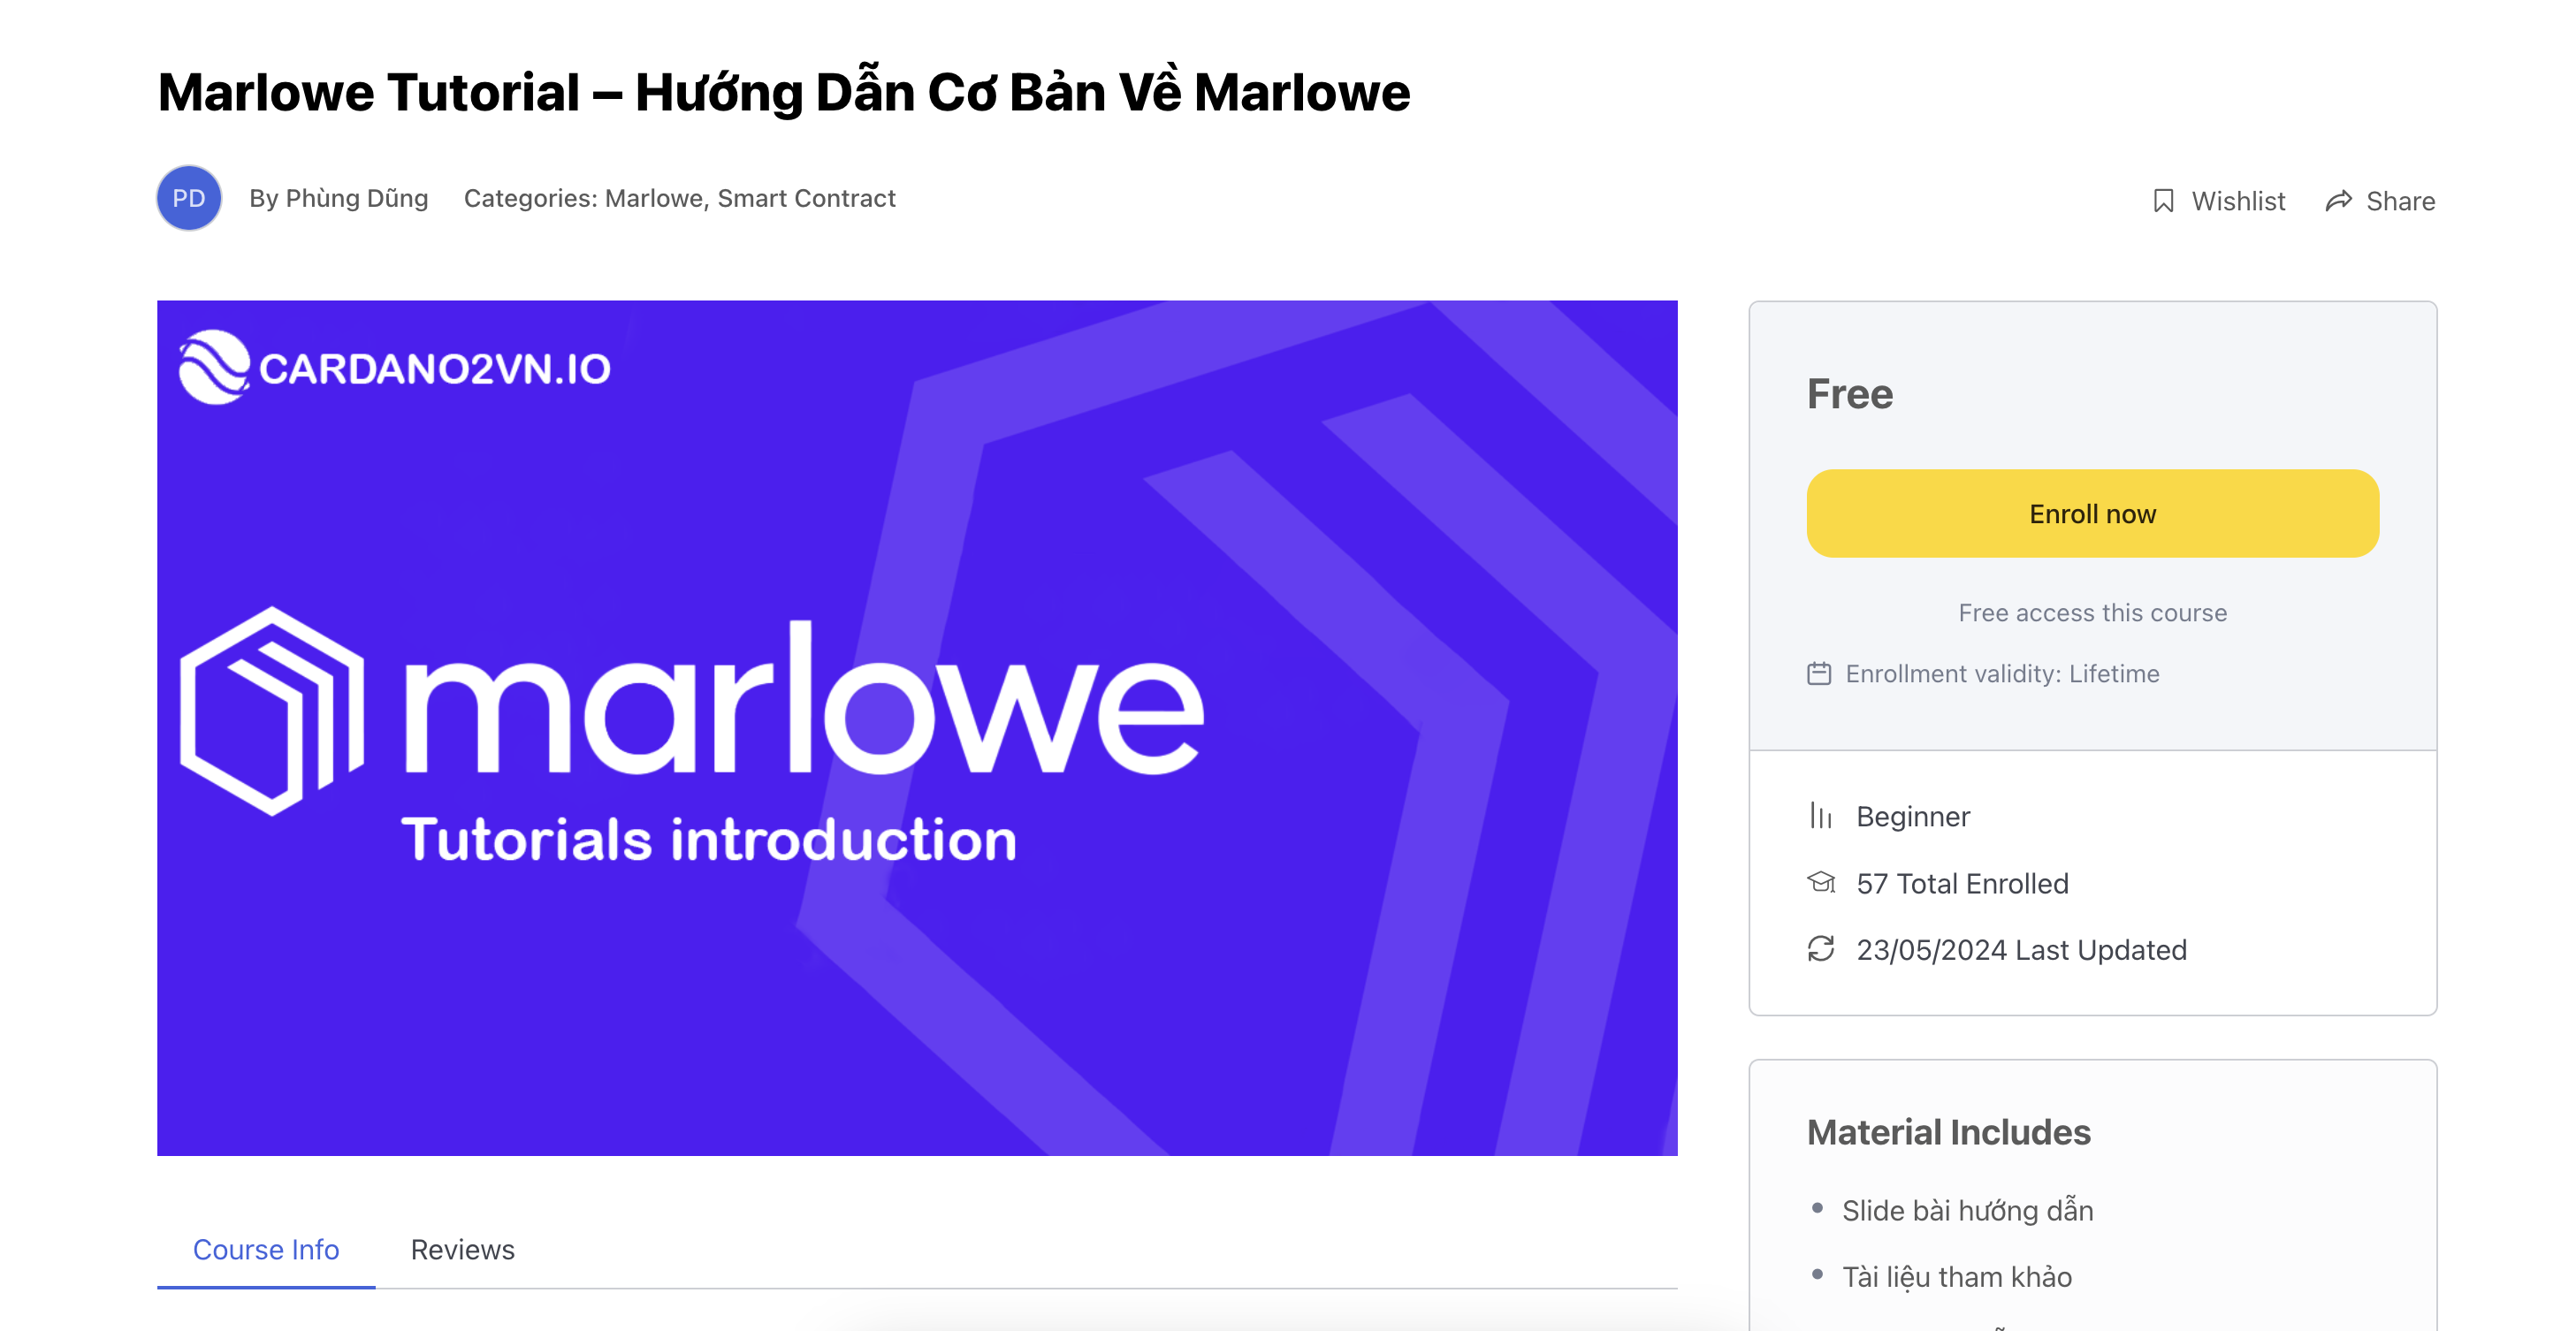 Marlowe Tutorial – Hướng Dẫn Cơ Bản Về Marlowe
PD
By Phùng Dũng
Categories: Marlowe, Smart Contract
Wishlist
Share
CARDANO2VN.IO
marlowe
Tutorials introduction
Free
Enroll now
Free access this course
Enrollment validity: Lifetime
Beginner
57 Total Enrolled
23/05/2024 Last Updated
Material Includes
Slide bài hướng dẫn
Tài liệu tham khảo
Course Info
Reviews